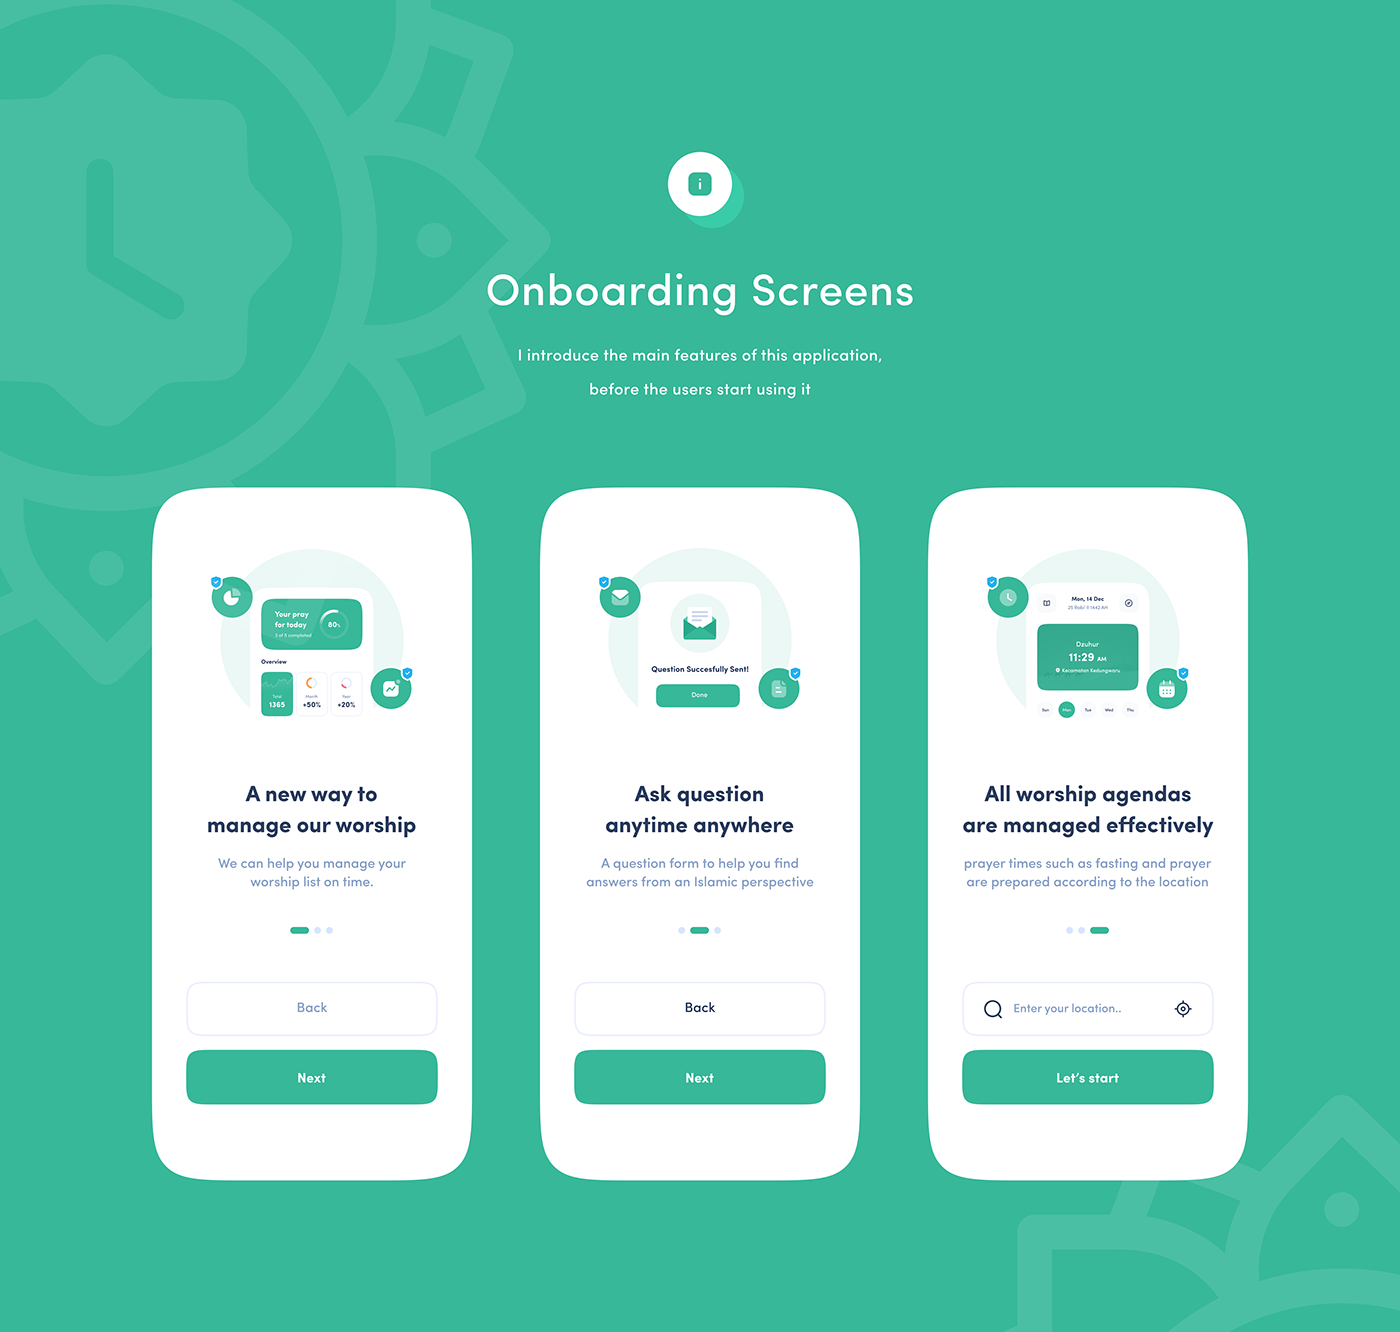 Onboarding Screens
I introduce the main features of this application,
before the users start using it
Your pray
for today
5 of 5 completed
80%
Overview
Total
1365
Month
+50%
Year
+20%
A new way to
manage our worship
We can help you manage your
worship list on time.
Back
Next
Question Succesfully Sent!
Done
Ask question
anytime anywhere
A question form to help you find
answers from an Islamic perspective
Back
Next
Mon, 14 Dec
25 Rabi' II 1442 AH
Dzuhur
11:29 AM
Kecamatan Kedungwaru
Sun
Mon
Tue
Wed
Thu
All worship agendas
are managed effectively
prayer times such as fasting and prayer
are prepared according to the location
Enter your location..
Let's start